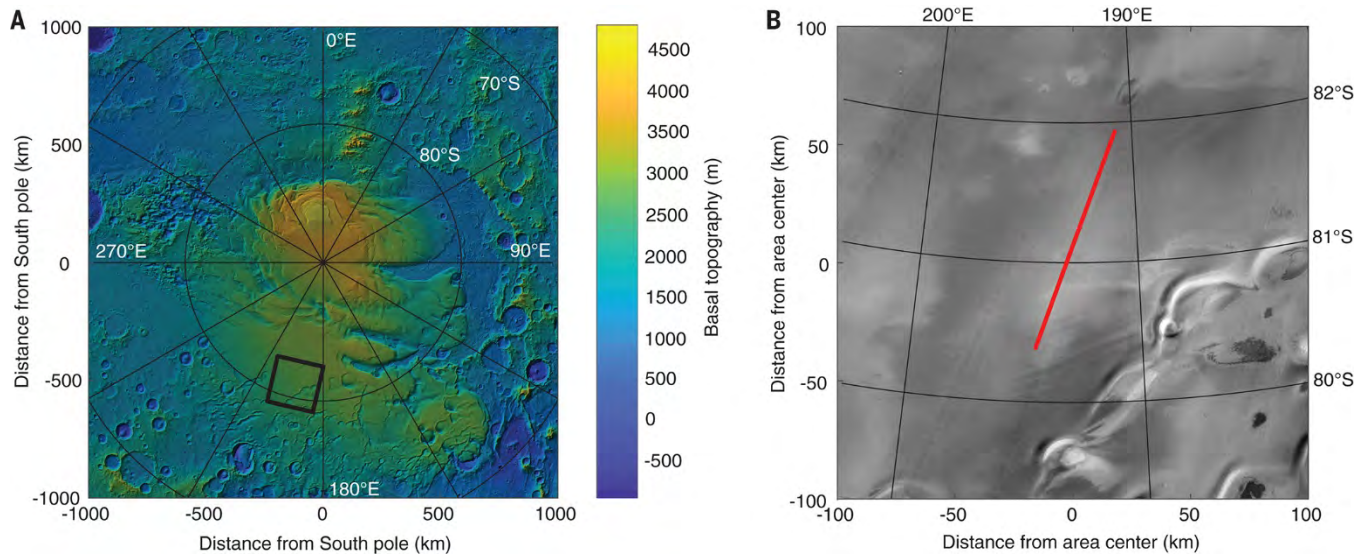 A
1000
500
0
-500
-1000
Distance from South pole (km)
0°E
70°S
80°S
270°E
90°E
180°E
-1000
-500
0
500
1000
Distance from South pole (km)
4500
4000
3500
3000
2500
2000
1500
1000
500
0
-500
Basal topography (m)
B
200°E
190°E
100
50
0
-50
-100
Distance from area center (km)
82°S
81°S
80°S
-100
-50
0
50
100
Distance from area center (km)